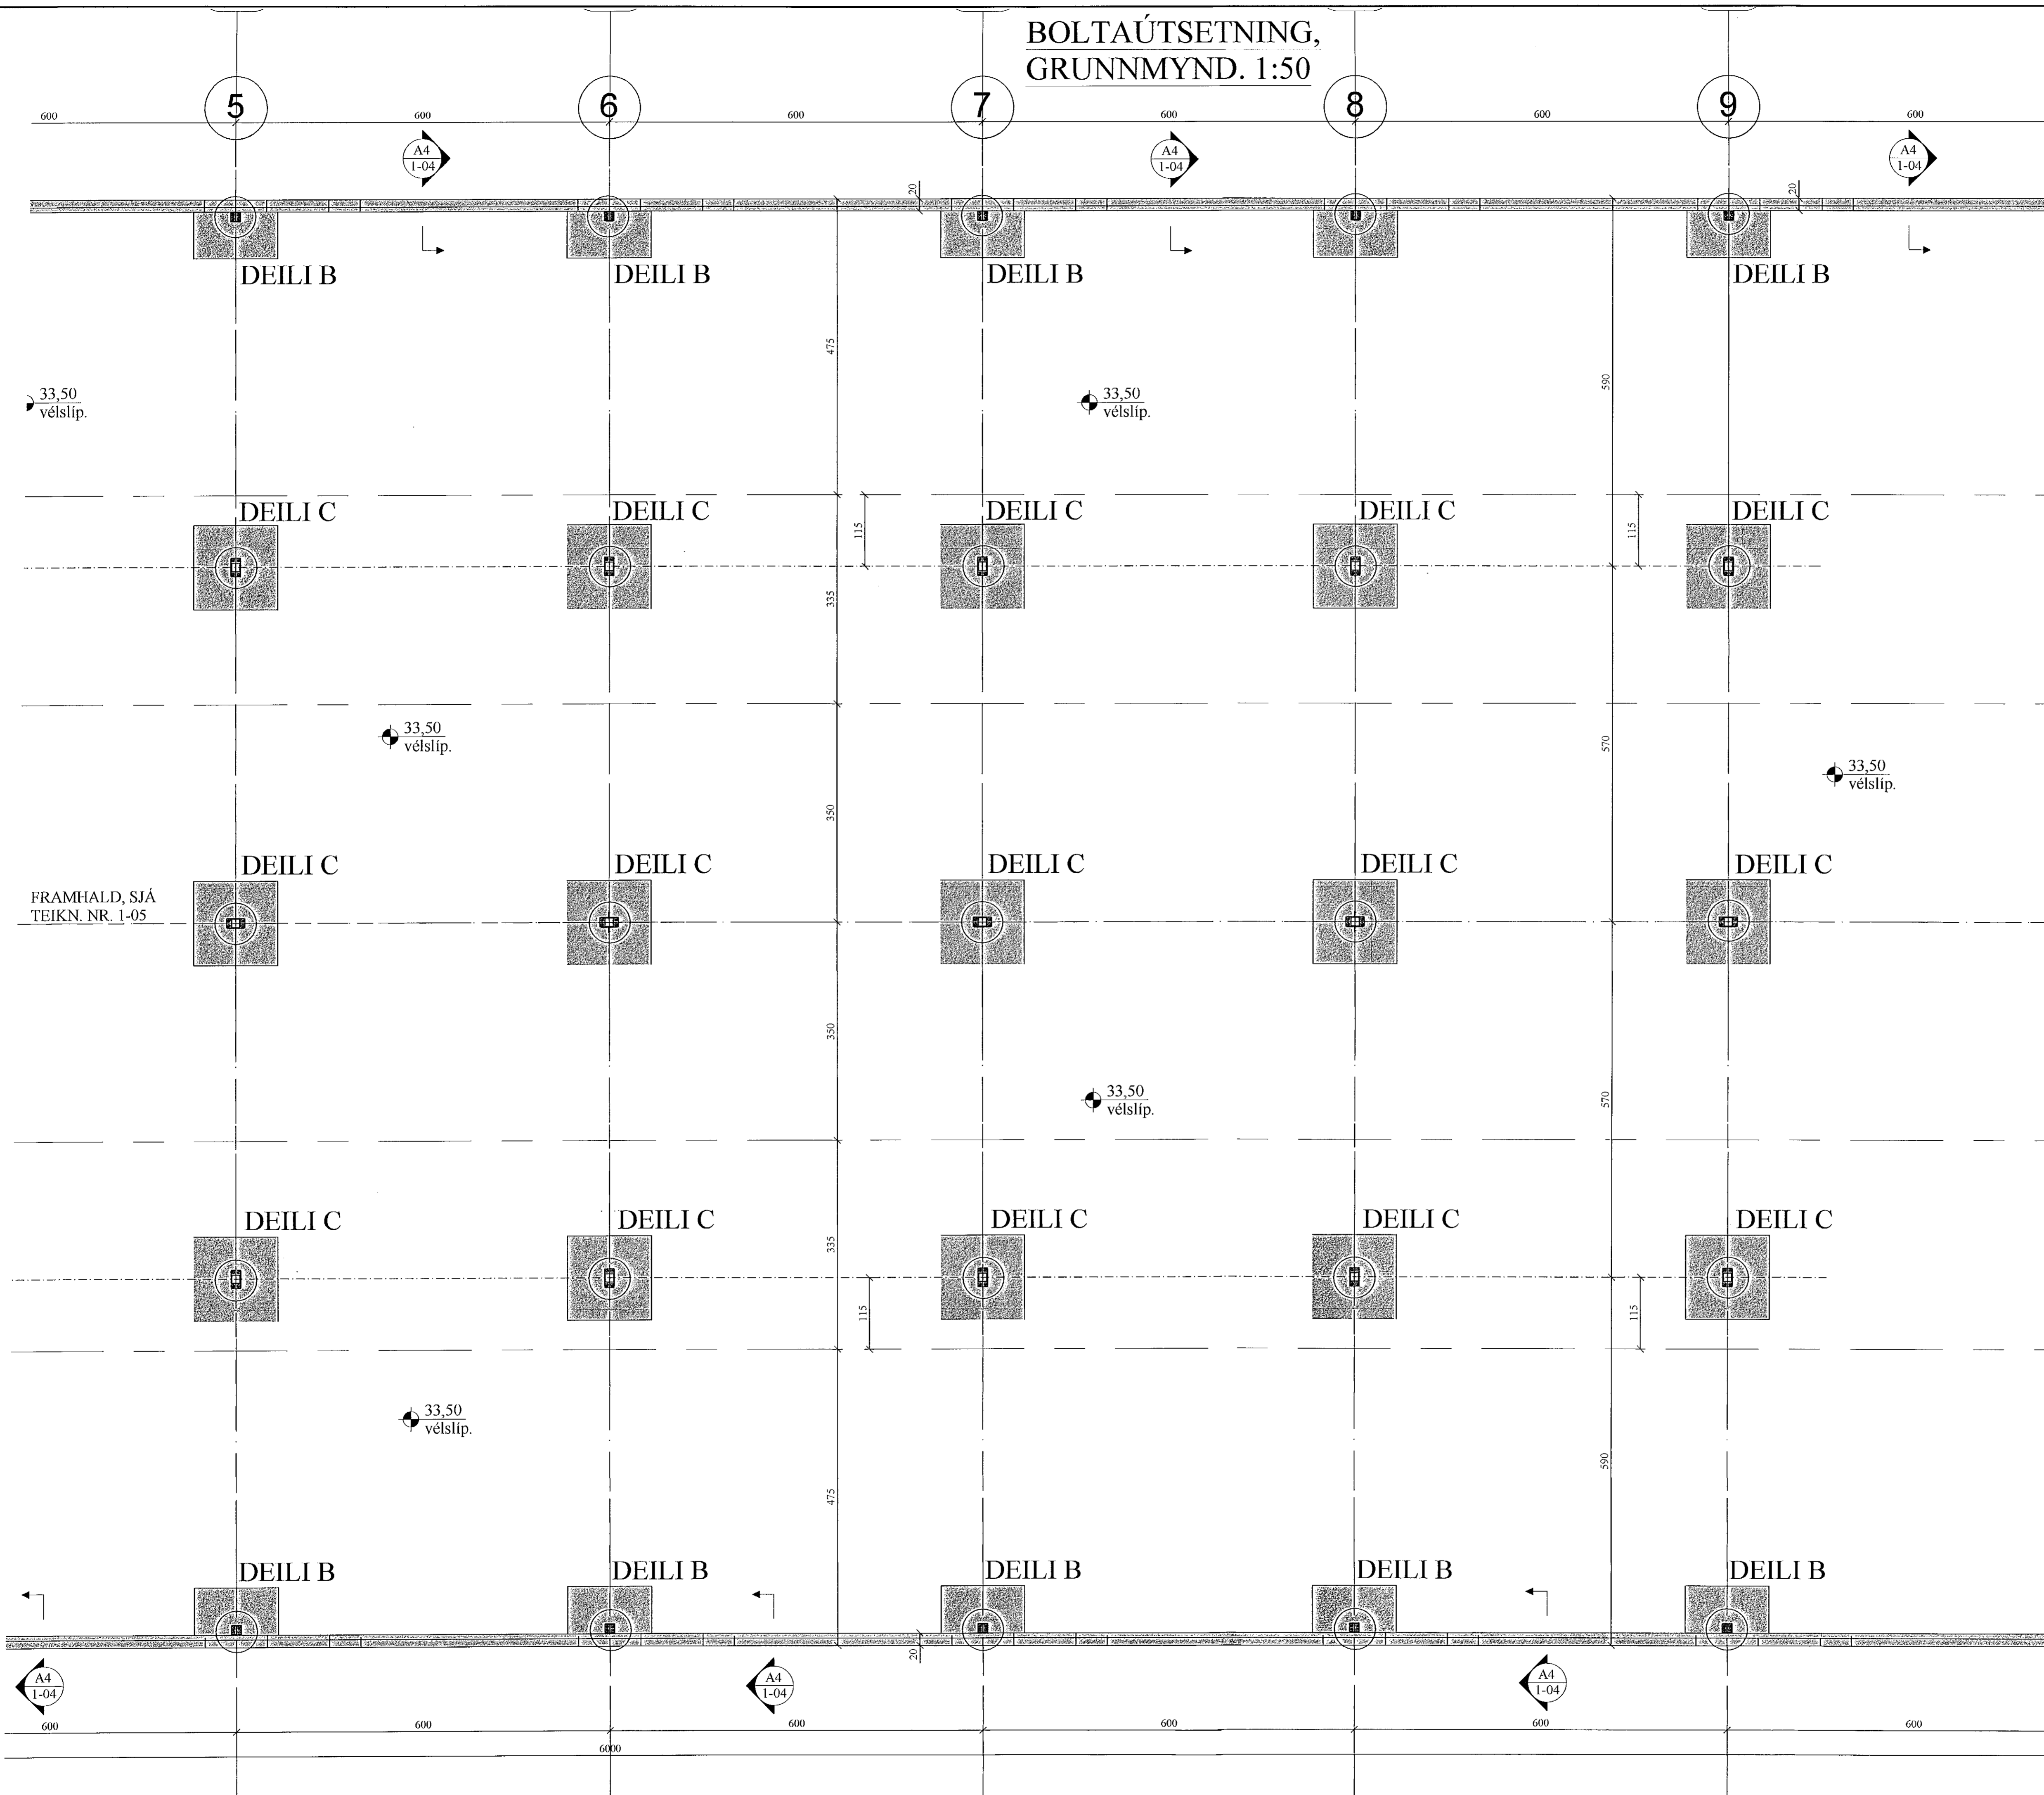 BOLTAÚTSETNING,
GRUNNMYND. 1:50
5
6
7
8
9
600
600
600
600
600
600
A4
1-04
A4
1-04
A4
1-04
20
20
DEILI B
DEILI B
DEILI B
DEILI B
475
590
33,50
vélslíp.
33,50
vélslíp.
DEILI C
DEILI C
DEILI C
DEILI C
DEILI C
115
115
335
33,50
vélslíp.
570
33,50
vélslíp.
350
DEILI C
DEILI C
DEILI C
DEILI C
DEILI C
FRAMHALD, SJÁ
TEIKN. NR. 1-05
350
33,50
vélslíp.
570
DEILI C
DEILI C
DEILI C
DEILI C
DEILI C
335
115
115
33,50
vélslíp.
590
475
DEILI B
DEILI B
DEILI B
DEILI B
DEILI B
20
A4
1-04
A4
1-04
A4
1-04
600
600
600
600
600
600
6000